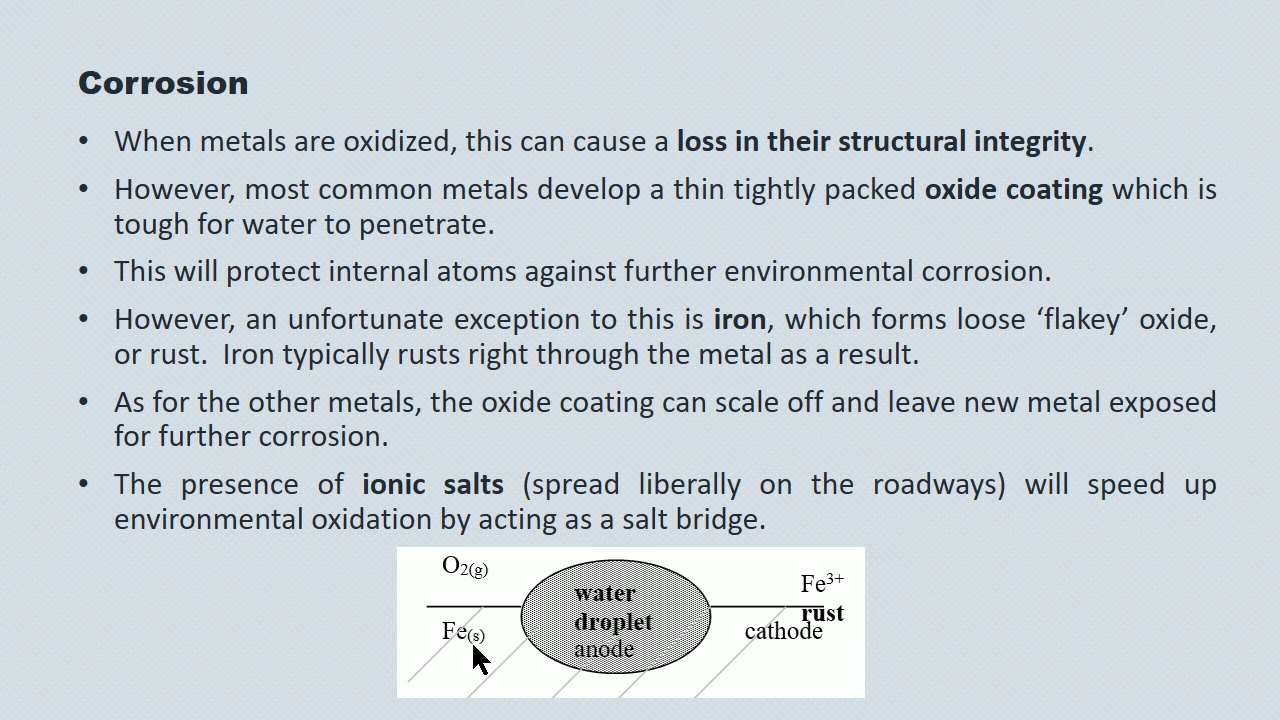 Corrosion
• When metals are oxidized, this can cause a loss in their structural integrity.
• However, most common metals develop a thin tightly packed oxide coating which is
tough for water to penetrate.
• This will protect internal atoms against further environmental corrosion.
• However, an unfortunate exception to this is iron, which forms loose ‘flakey’ oxide,
or rust.  Iron typically rusts right through the metal as a result.
• As for the other metals, the oxide coating can scale off and leave new metal exposed
for further corrosion.
• The presence of ionic salts (spread liberally on the roadways) will speed up
environmental oxidation by acting as a salt bridge.
O₂(g)
Fe³⁺
water
rust
droplet
Fe(s)
cathode
anode